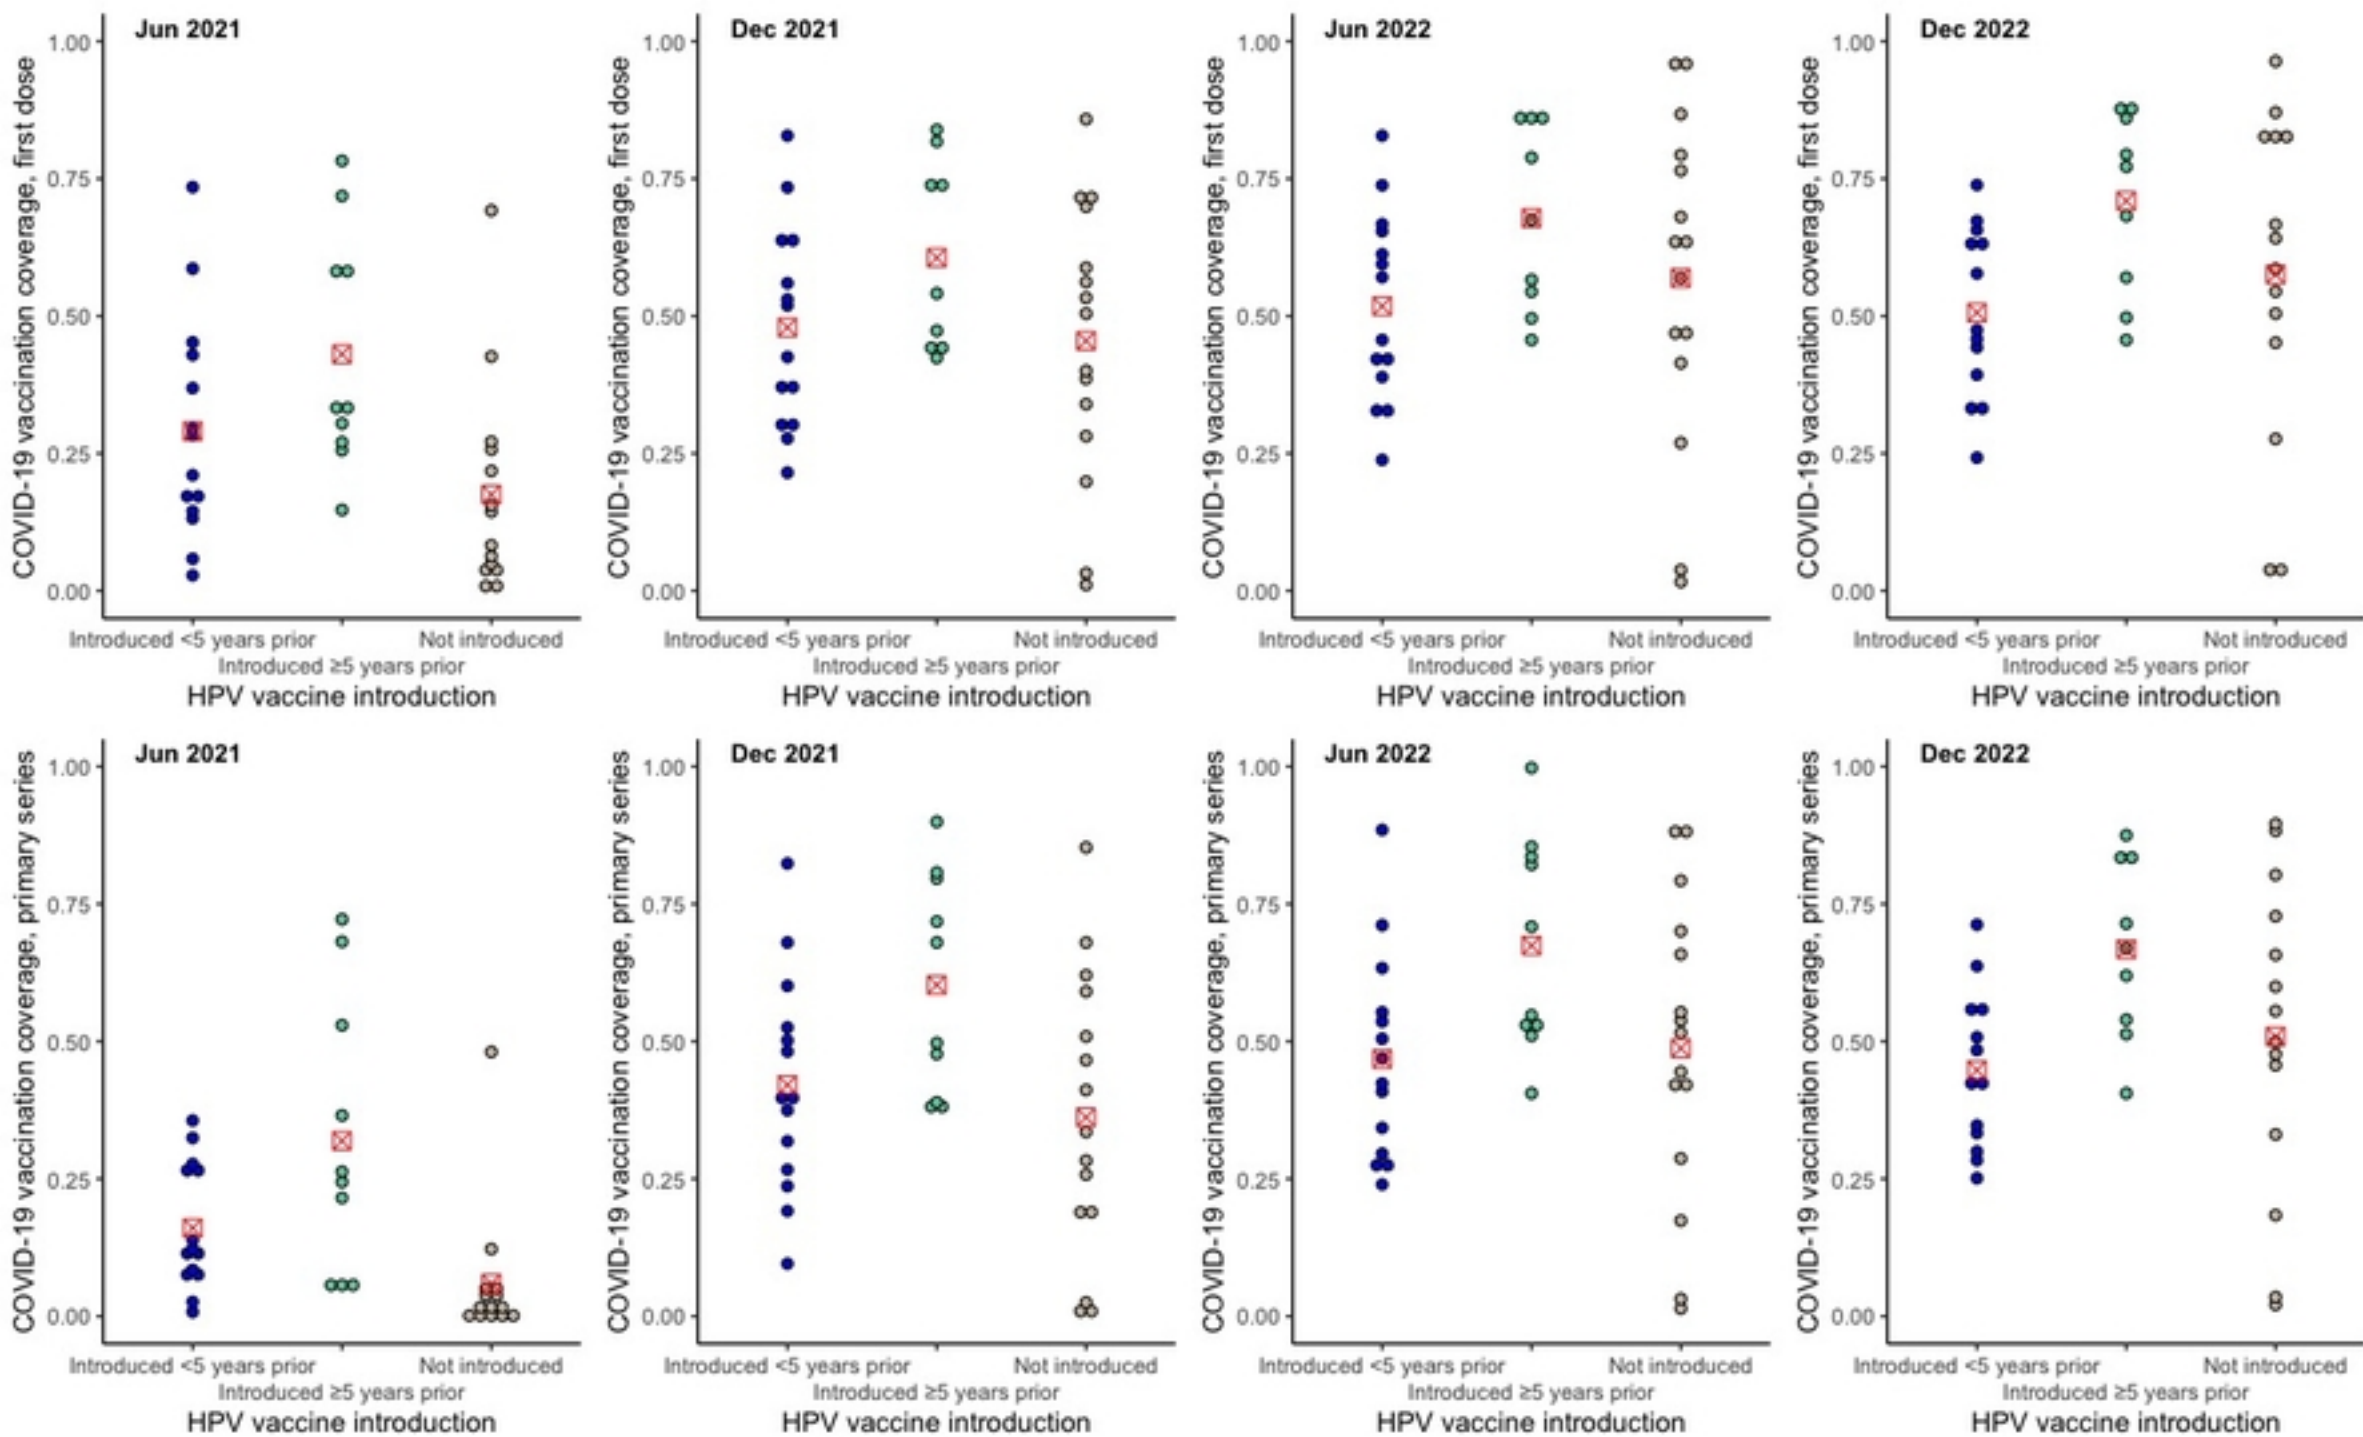 COVID-19 vaccination coverage, first dose
Jun 2021
1.00
0.75
0.50
0.25
0.00
Introduced <5 years prior
Introduced ≥5 years prior
Not introduced
HPV vaccine introduction
COVID-19 vaccination coverage, first dose
Dec 2021
1.00
0.75
0.50
0.25
0.00
Introduced <5 years prior
Introduced ≥5 years prior
Not introduced
HPV vaccine introduction
COVID-19 vaccination coverage, first dose
Jun 2022
1.00
0.75
0.50
0.25
0.00
Introduced <5 years prior
Introduced ≥5 years prior
Not introduced
HPV vaccine introduction
COVID-19 vaccination coverage, first dose
Dec 2022
1.00
0.75
0.50
0.25
0.00
Introduced <5 years prior
Introduced ≥5 years prior
Not introduced
HPV vaccine introduction
COVID-19 vaccination coverage, primary series
Jun 2021
1.00
0.75
0.50
0.25
0.00
Introduced <5 years prior
Introduced ≥5 years prior
Not introduced
HPV vaccine introduction
COVID-19 vaccination coverage, primary series
Dec 2021
1.00
0.75
0.50
0.25
0.00
Introduced <5 years prior
Introduced ≥5 years prior
Not introduced
HPV vaccine introduction
COVID-19 vaccination coverage, primary series
Jun 2022
1.00
0.75
0.50
0.25
0.00
Introduced <5 years prior
Introduced ≥5 years prior
Not introduced
HPV vaccine introduction
COVID-19 vaccination coverage, primary series
Dec 2022
1.00
0.75
0.50
0.25
0.00
Introduced <5 years prior
Introduced ≥5 years prior
Not introduced
HPV vaccine introduction